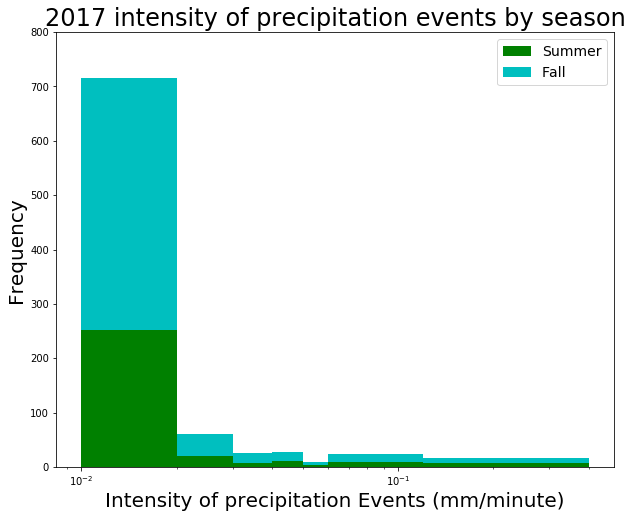 2017 intensity of precipitation events by season
Summer
Fall
800
700
600
500
400
300
200
100
0
Frequency
10⁻² 10⁻¹
Intensity of precipitation Events (mm/minute)